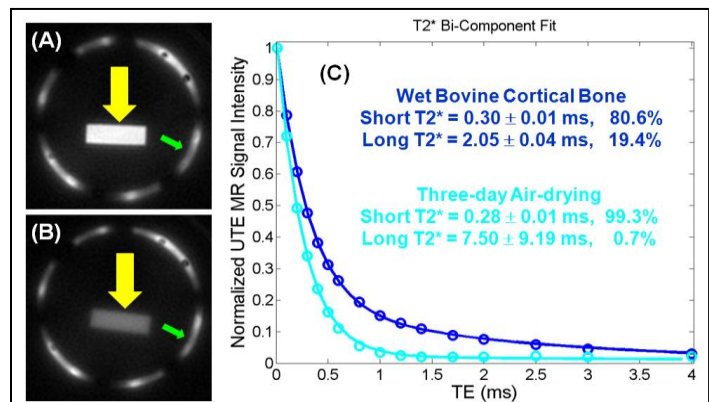 (A)
(B)
T2* Bi-Component Fit
(C)
Wet Bovine Cortical Bone
Short T2* = 0.30 ± 0.01 ms, 80.6%
Long T2* = 2.05 ± 0.04 ms, 19.4%
Three-day Air-drying
Short T2* = 0.28 ± 0.01 ms, 99.3%
Long T2* = 7.50 ± 9.19 ms, 0.7%
Normalized UTE MR Signal Intensity
1
0.9
0.8
0.7
0.6
0.5
0.4
0.3
0.2
0.1
0
0 0.5 1.0 1.5 2.0 2.5 3.0 3.5 4.0
TE (ms)